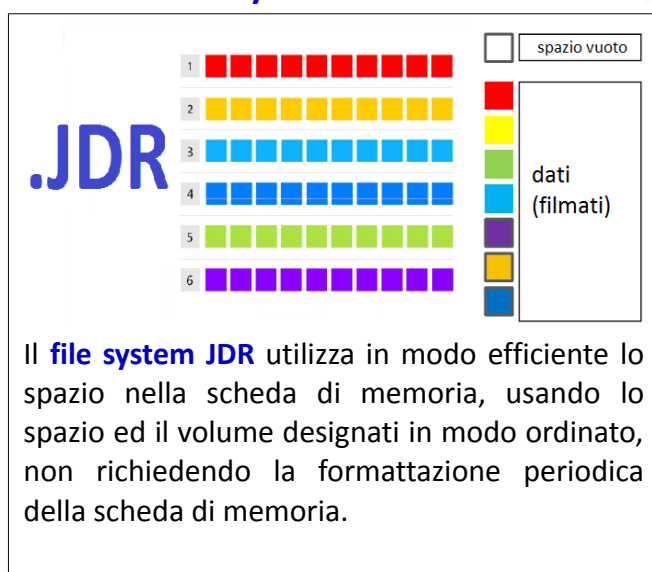 .JDR
1
2
3
4
5
6
spazio vuoto
dati
(filmati)
Il file system JDR utilizza in modo efficiente lo
spazio nella scheda di memoria, usando lo
spazio ed il volume designati in modo ordinato,
non richiedendo la formattazione periodica
della scheda di memoria.